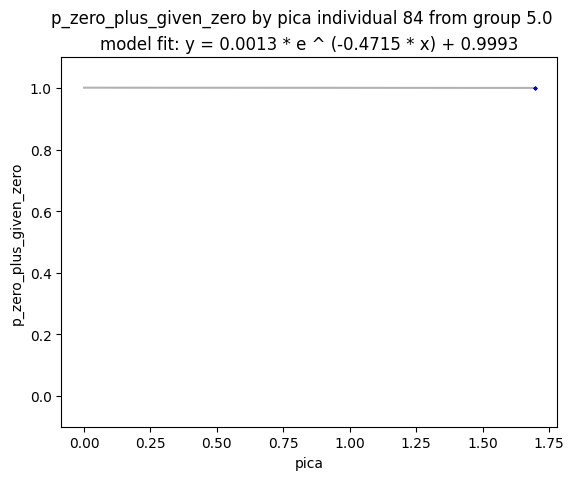 p_zero_plus_given_zero by pica individual 84 from group 5.0
model fit: y = 0.0013 * e ^ (-0.4715 * x) + 0.9993
1.0
0.8
0.6
0.4
0.2
0.0
p_zero_plus_given_zero
0.00 0.25 0.50 0.75 1.00 1.25 1.50 1.75
pica